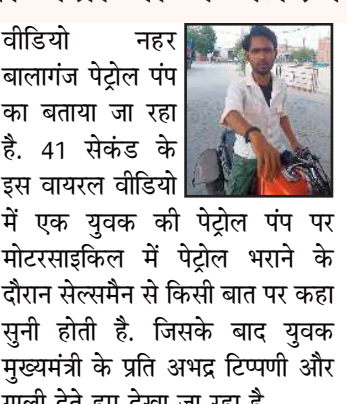 वीडियो नहर
बालागंज पेट्रोल पंप
का बताया जा रहा
है. 41 सेकंड के
इस वायरल वीडियो
में एक युवक की पेट्रोल पंप पर
मोटरसाइकिल में पेट्रोल भराने के
दौरान सेल्समैन से किसी बात पर कहा
सुनी होती है. जिसके बाद युवक
मुख्यमंत्री के प्रति अभद्र टिप्पणी और
गाली देते हुए देखा जा रहा है